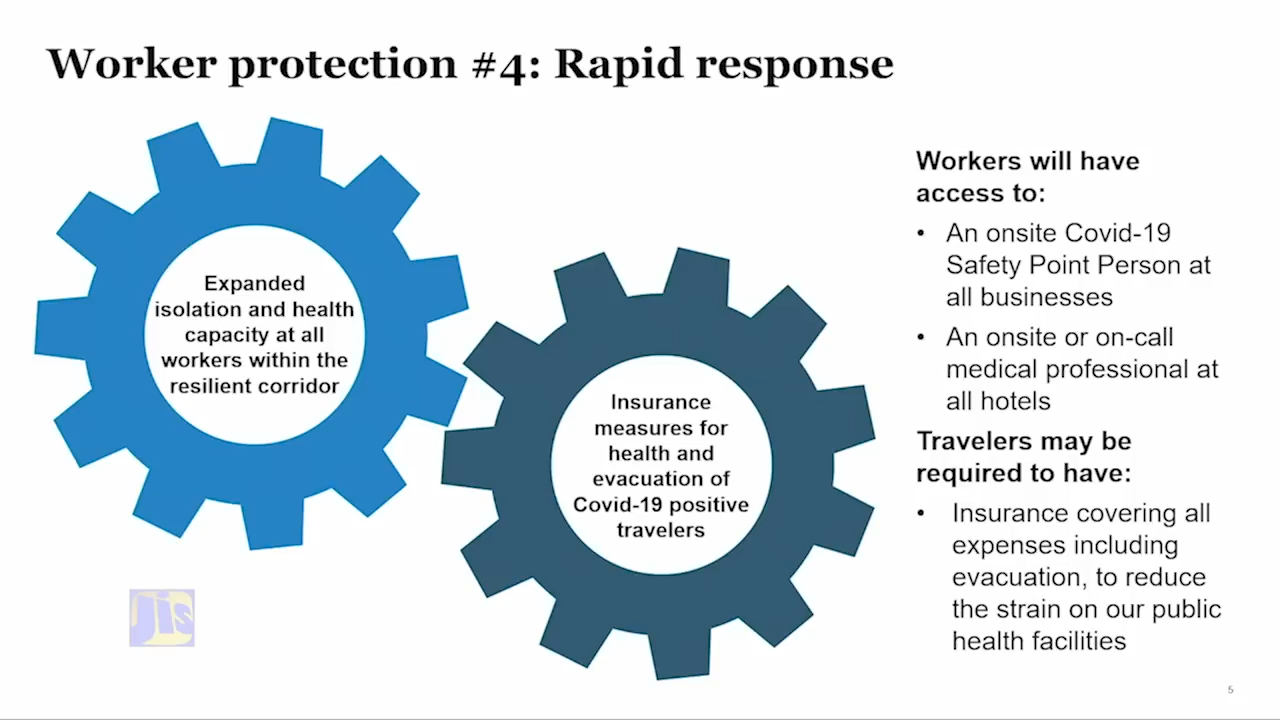 Worker protection #4: Rapid response
Expanded
isolation and health
capacity at all
workers within the
resilient corridor
Insurance
measures for
health and
evacuation of
Covid-19 positive
travelers
Workers will have
access to:
• An onsite Covid-19
Safety Point Person at
all businesses
• An onsite or on-call
medical professional at
all hotels
Travelers may be
required to have:
• Insurance covering all
expenses including
evacuation, to reduce
the strain on our public
health facilities
jis
5